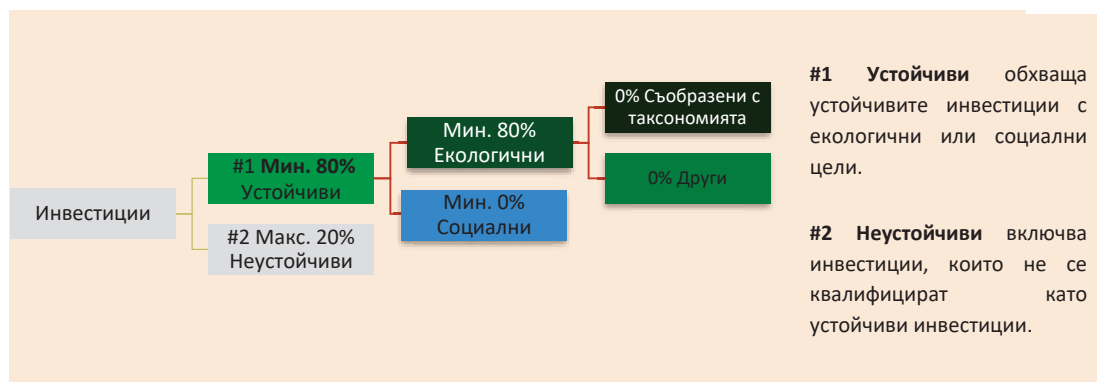 Инвестиции
#1 Мин. 80%
Устойчиви
#2 Макс. 20%
Неустойчиви
Мин. 80%
Екологични
Мин. 0%
Социални
0% Съобразени с
таксономията
0% Други
#1 Устойчиви обхваща
устойчивите инвестиции с
екологични или социални
цели.
#2 Неустойчиви включва
инвестиции, които не се
квалифицират като
устойчиви инвестиции.